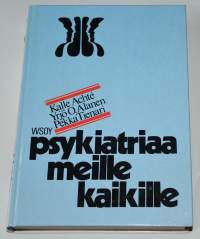 Kalle Achté
Yrjö O. Alanen
Pekka Tienari
WSOY
psykiatriaa
meille
kaikille